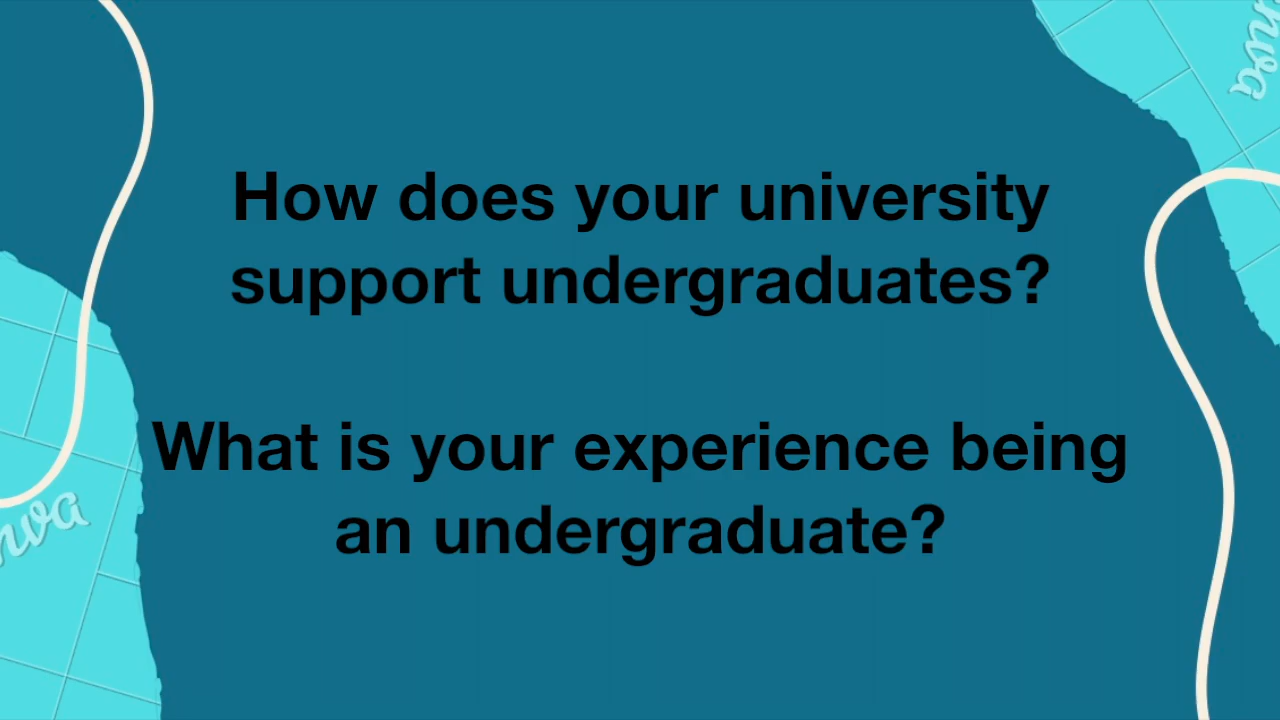 How does your university
support undergraduates?
What is your experience being
an undergraduate?